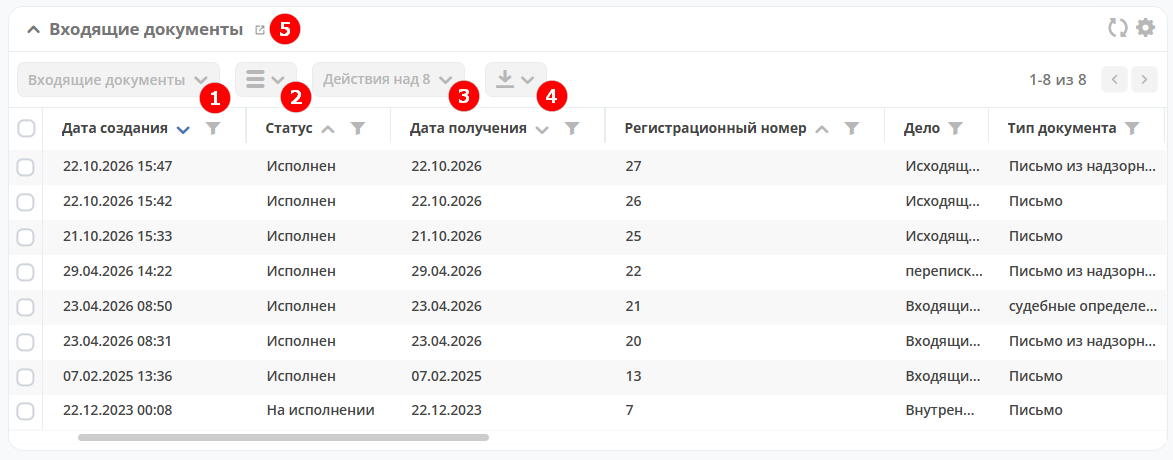 Входящие документы 5
Входящие документы 1 2 Действия над 8 3 4 1-8 из 8
Дата создания Статус Дата получения Регистрационный номер Дело Тип документа
22.10.2026 15:47 Исполнен 22.10.2026 27 Исходящ... Письмо из надзорн...
22.10.2026 15:42 Исполнен 22.10.2026 26 Исходящ... Письмо
21.10.2026 15:33 Исполнен 21.10.2026 25 Исходящ... Письмо
29.04.2026 14:22 Исполнен 29.04.2026 22 переписк... Письмо из надзорн...
23.04.2026 08:50 Исполнен 23.04.2026 21 Входящи... судебные определе...
23.04.2026 08:31 Исполнен 23.04.2026 20 Входящи... Письмо из надзорн...
07.02.2025 13:36 Исполнен 07.02.2025 13 Входящи... Письмо
22.12.2023 00:08 На исполнении 22.12.2023 7 Внутрен... Письмо